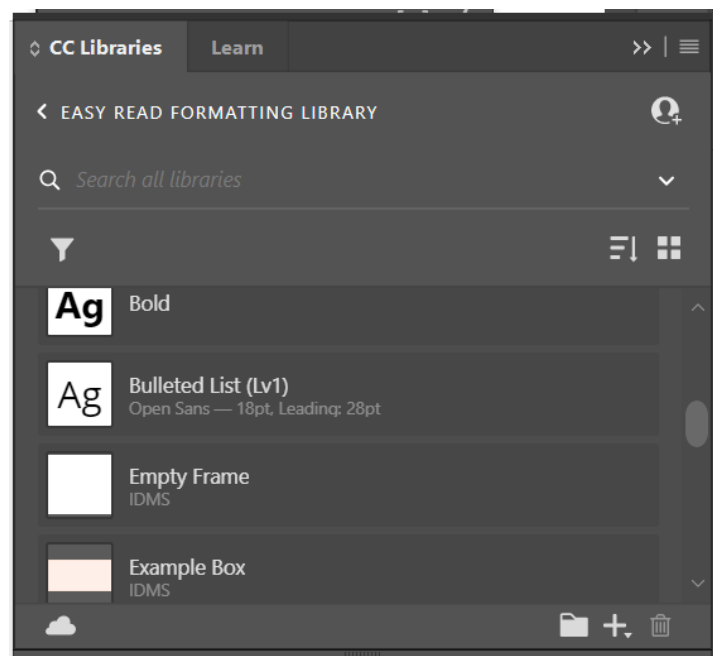 CC Libraries Learn
EASY READ FORMATTING LIBRARY
Search all libraries
Ag Bold
Ag Bulleted List (Lv1)
Open Sans — 18pt, Leading: 28pt
Empty Frame
IDMS
Example Box
IDMS